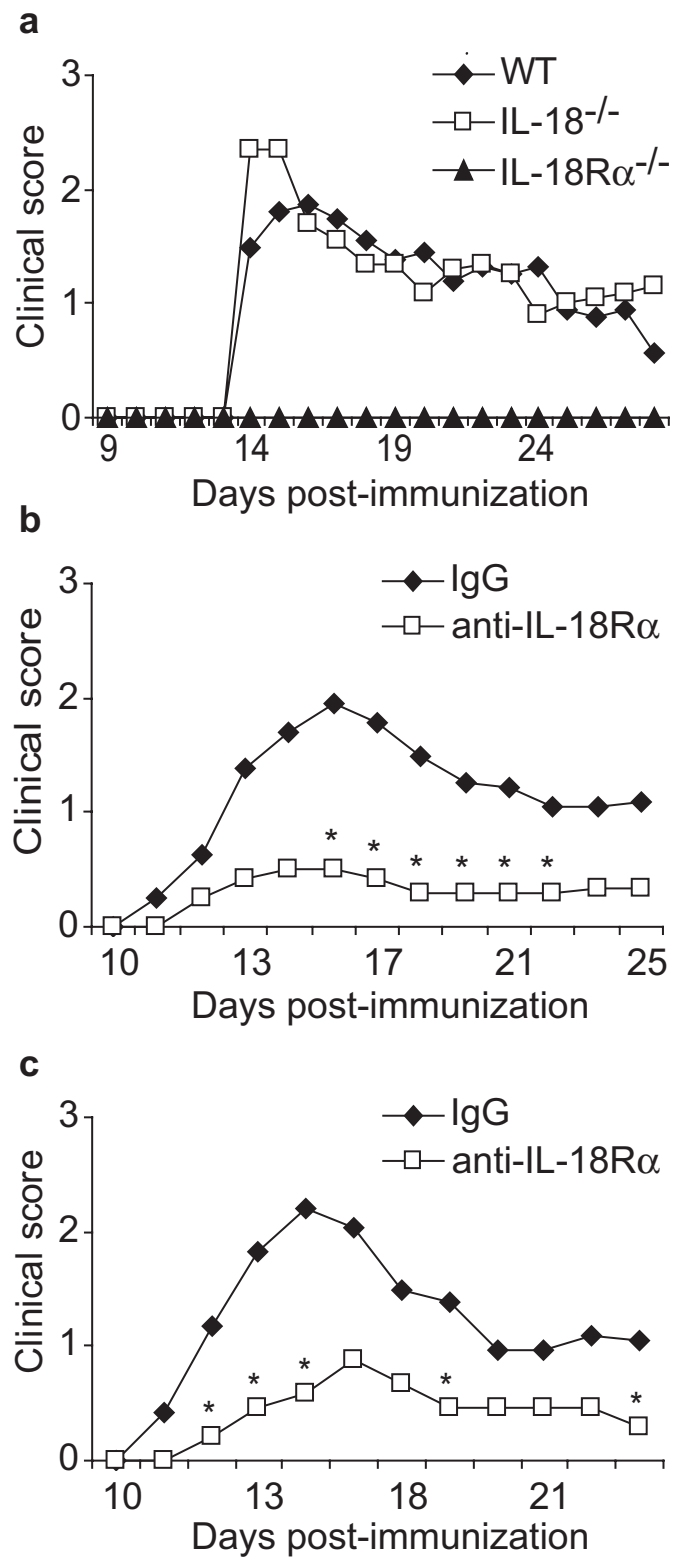 a
3
2
1
0
Clinical score
WT
IL-18-/-
IL-18Rα-/-
9 14 19 24
Days post-immunization
b
3
2
1
0
Clinical score
IgG
anti-IL-18Rα
* * * * * *
10 13 17 21 25
Days post-immunization
c
3
2
1
0
Clinical score
IgG
anti-IL-18Rα
* * * * *
10 13 18 21
Days post-immunization